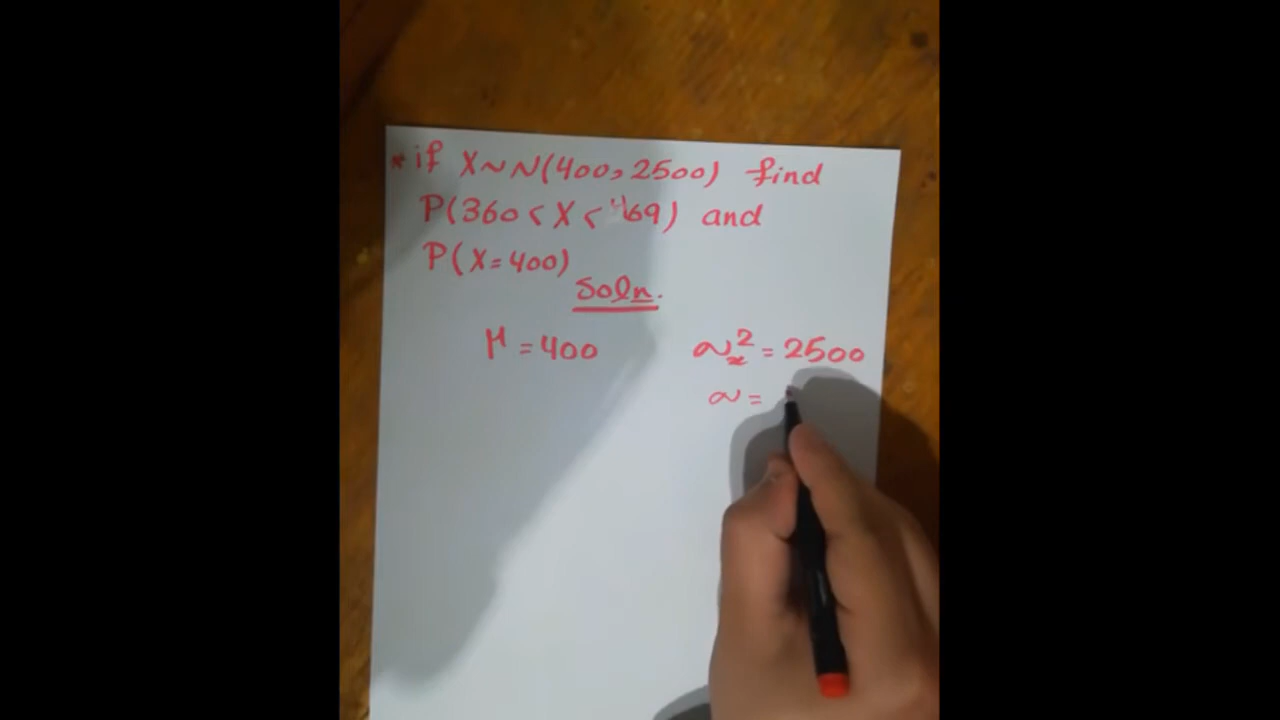 * if X~N(400, 2500) find
P(360 < X < 469) and
P(X = 400)
Soln.
μ = 400 σ²ₓ = 2500
σ =